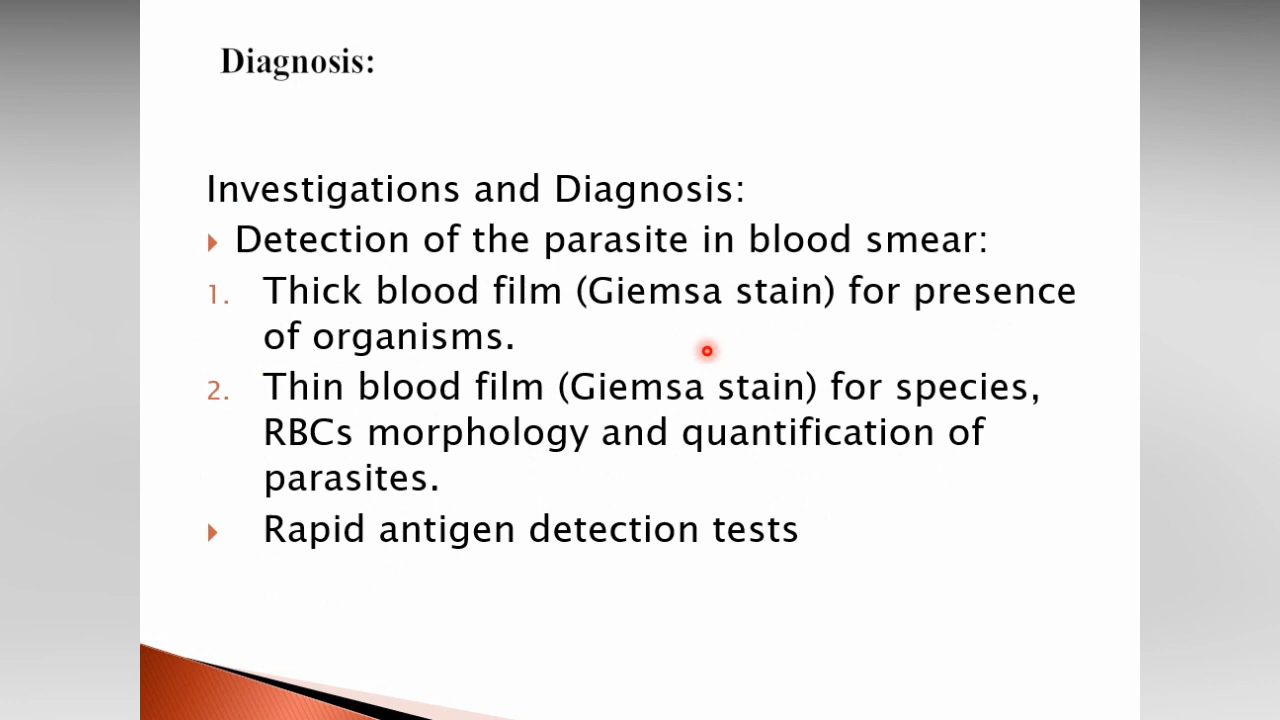 Diagnosis:
Investigations and Diagnosis:
Detection of the parasite in blood smear:
1. Thick blood film (Giemsa stain) for presence
of organisms.
2. Thin blood film (Giemsa stain) for species,
RBCs morphology and quantification of
parasites.
Rapid antigen detection tests